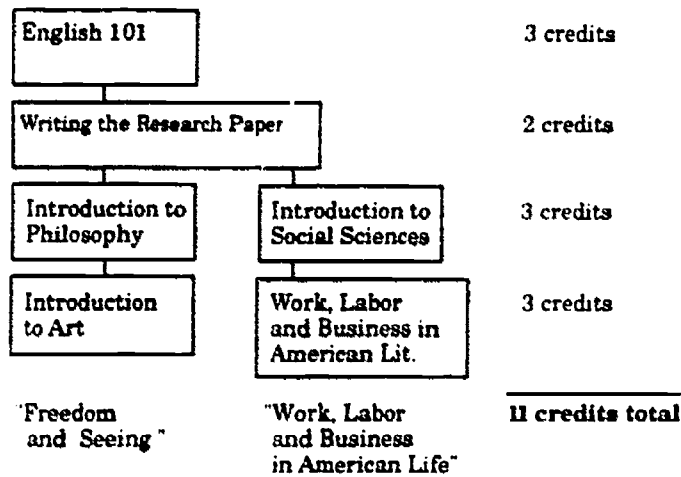 English 101
3 credits
Writing the Research Paper
2 credits
Introduction to
Philosophy
Introduction to
Social Sciences
3 credits
Introduction
to Art
Work, Labor
and Business in
American Lit.
3 credits
"Freedom
and Seeing"
"Work, Labor
and Business
in American Life"
11 credits total